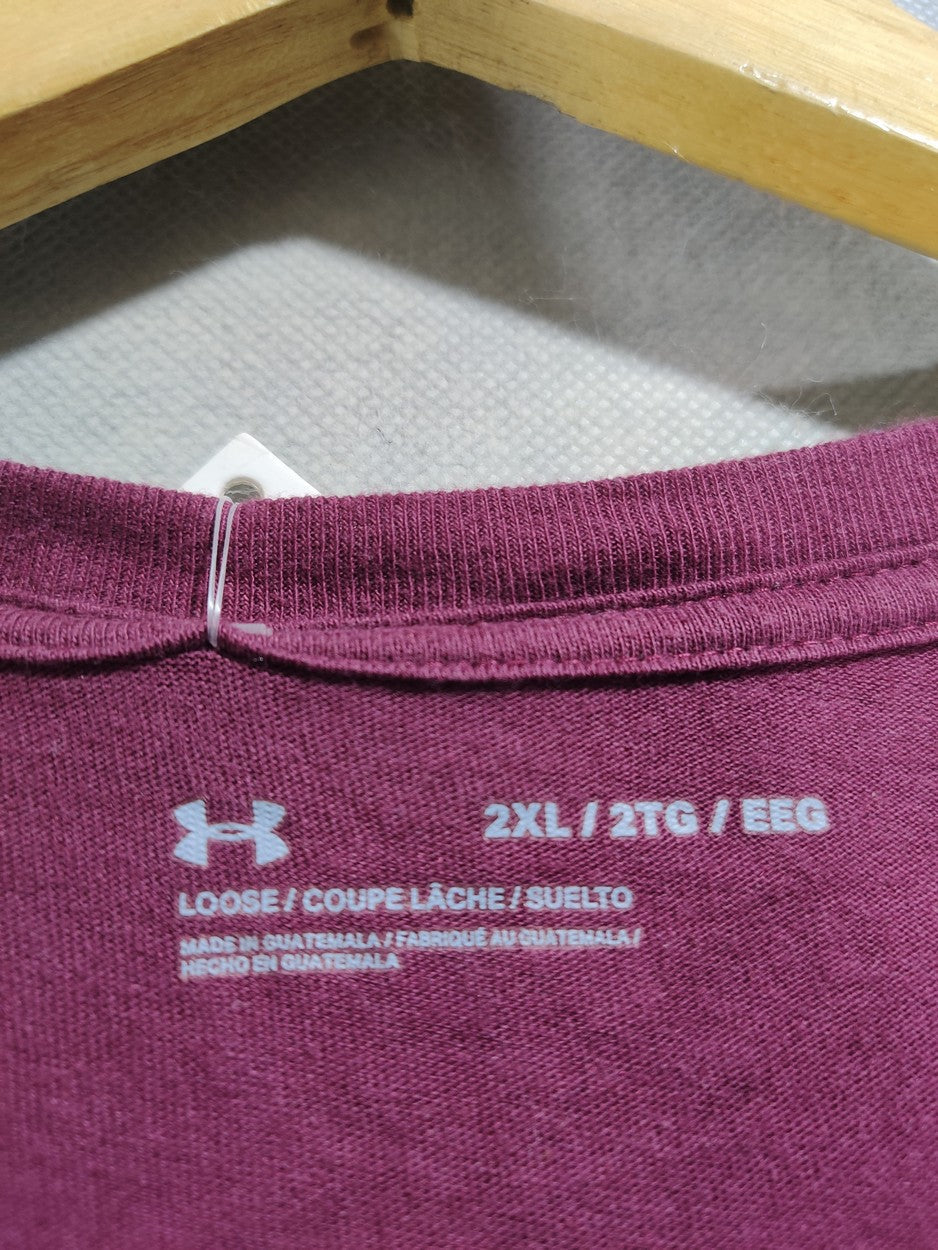 2XL / 2TG / EEG
LOOSE / COUPE LÂCHE / SUELTO
MADE IN GUATEMALA / FABRIQUÉ AU GUATEMALA /
HECHO EN GUATEMALA